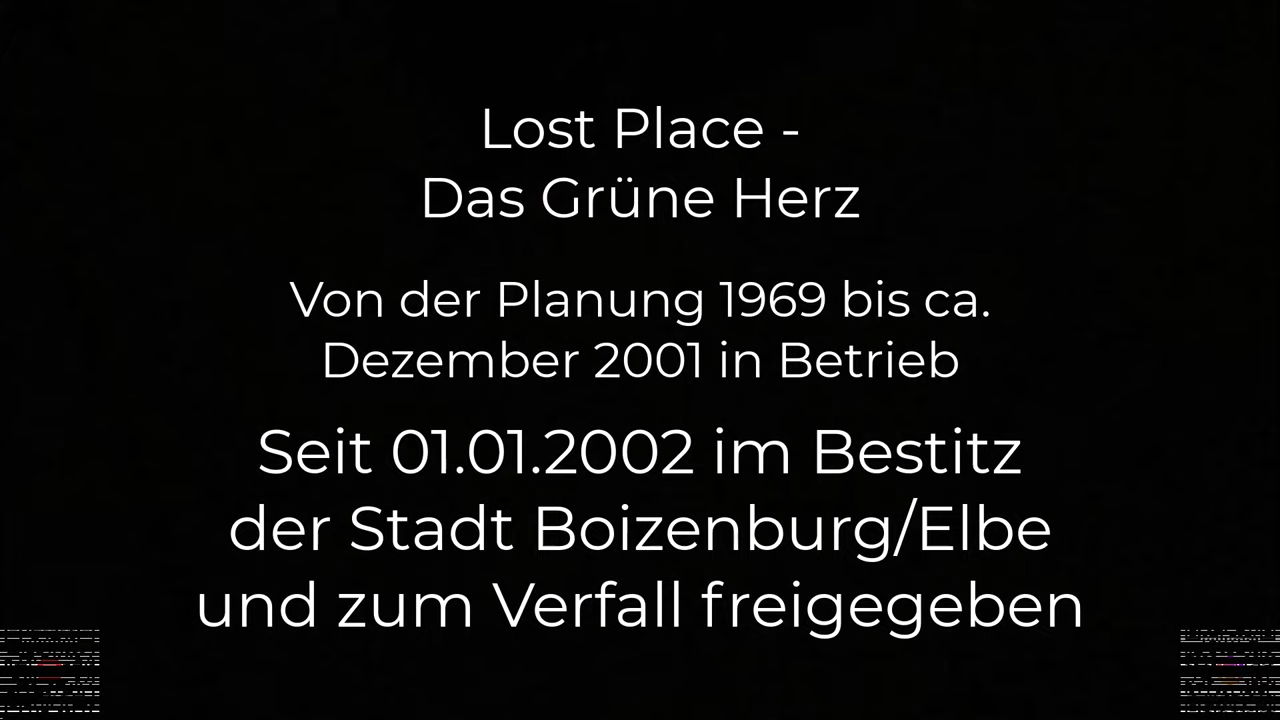 Lost Place -
Das Grüne Herz
Von der Planung 1969 bis ca.
Dezember 2001 in Betrieb
Seit 01.01.2002 im Bestitz
der Stadt Boizenburg/Elbe
und zum Verfall freigegeben